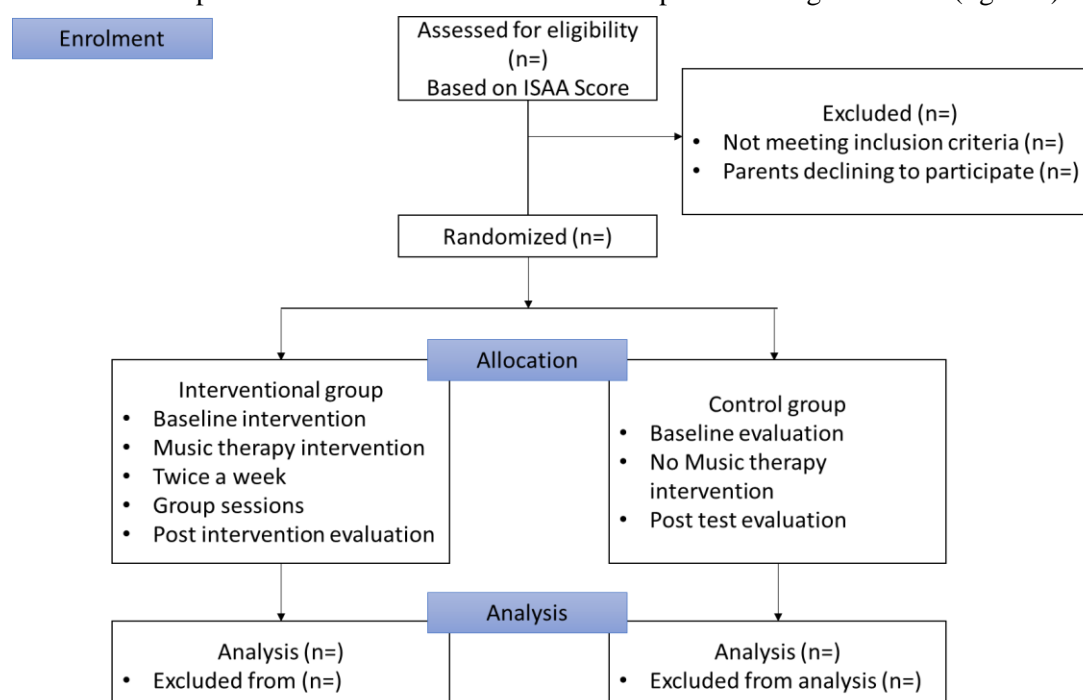 Enrolment
Assessed for eligibility
(n=)
Based on ISAA Score
Excluded (n=)
• Not meeting inclusion criteria (n=)
• Parents declining to participate (n=)
Randomized (n=)
Allocation
Interventional group
• Baseline intervention
• Music therapy intervention
• Twice a week
• Group sessions
• Post intervention evaluation
Control group
• Baseline evaluation
• No Music therapy
intervention
• Post test evaluation
Analysis
Analysis (n=)
• Excluded from (n=)
Analysis (n=)
• Excluded from analysis (n=)